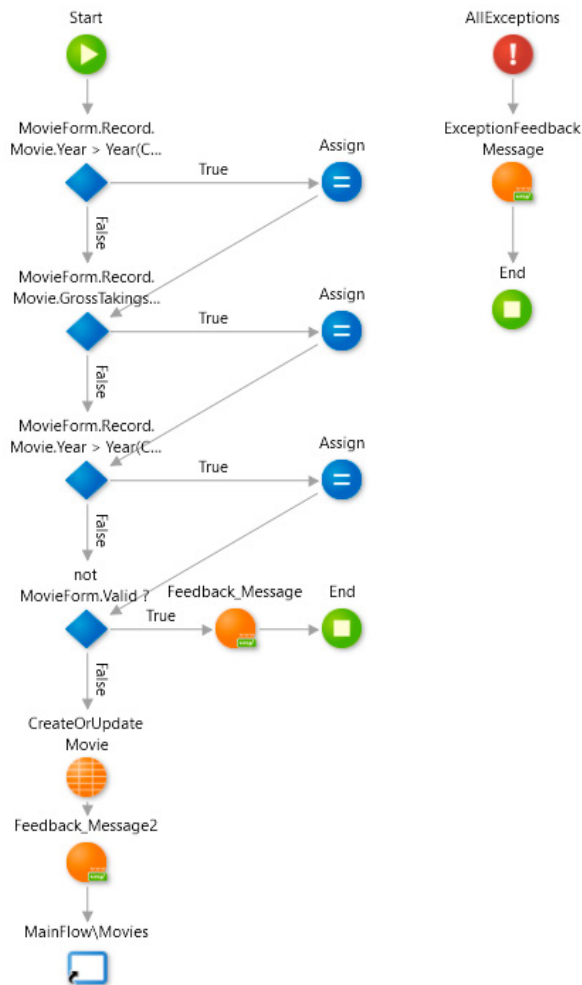 Start
AllExceptions
MovieForm.Record.
Movie.Year > Year(C...
True
Assign
ExceptionFeedback
Message
False
End
MovieForm.Record.
Movie.GrossTakings...
True
Assign
False
MovieForm.Record.
Movie.Year > Year(C...
True
Assign
False
not
MovieForm.Valid ?
True
Feedback_Message
End
False
CreateOrUpdate
Movie
Feedback_Message2
MainFlow\Movies